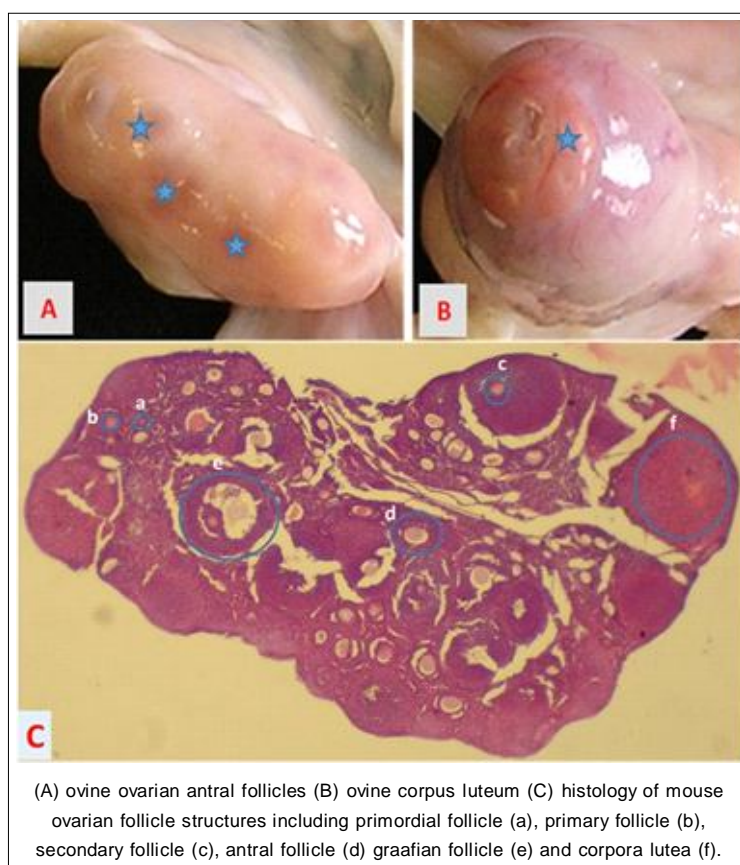 A
B
c
b
a
f
e
d
C
(A) ovine ovarian antral follicles (B) ovine corpus luteum (C) histology of mouse
ovarian follicle structures including primordial follicle (a), primary follicle (b),
secondary follicle (c), antral follicle (d) graafian follicle (e) and corpora lutea (f).